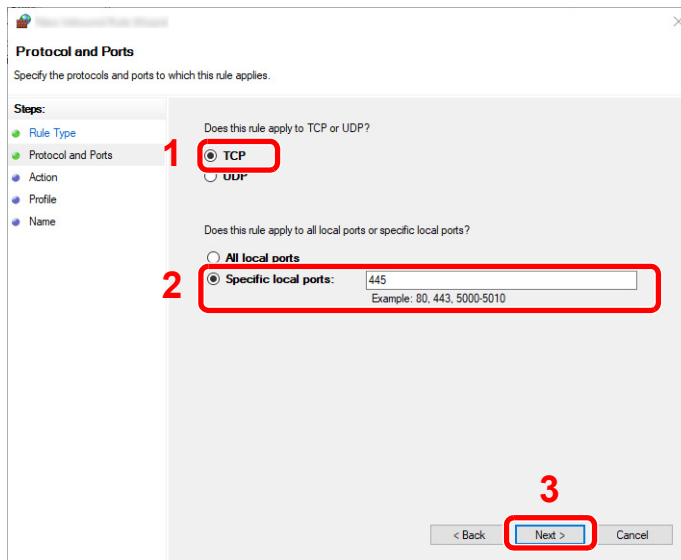 Protocol and Ports
Specify the protocols and ports to which this rule applies.
Steps:
Rule Type
Protocol and Ports
Action
Profile
Name
Does this rule apply to TCP or UDP?
1
TCP
UDP
Does this rule apply to all local ports or specific local ports?
All local ports
2
Specific local ports: 445
Example: 80, 443, 5000-5010
3
< Back Next > Cancel